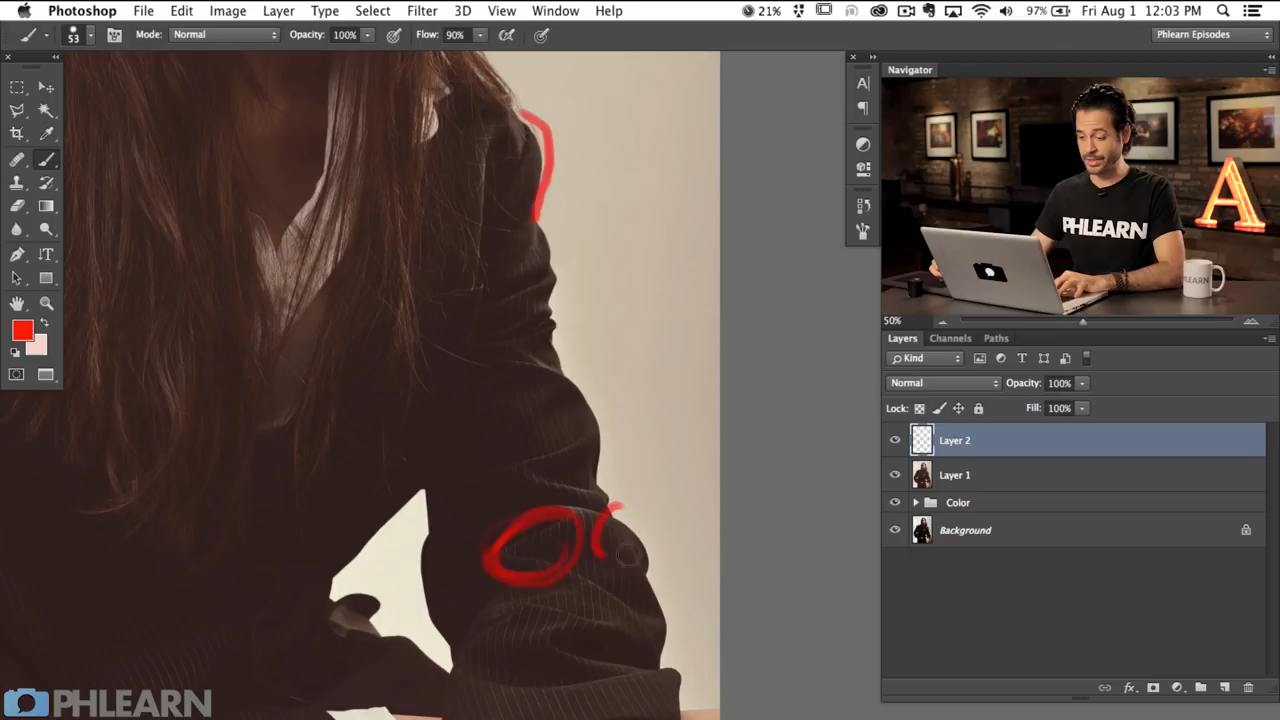 Photoshop File Edit Image Layer Type Select Filter 3D View Window Help 21% 97% Fri Aug 1 12:03 PM
53 Mode: Normal Opacity: 100% Flow: 90% Phlearn Episodes
Navigator
PHLEARN
PHLEARN
A
50%
Layers Channels Paths
Kind
Normal Opacity: 100%
Lock: Fill: 100%
Layer 2
Layer 1
Color
Background
PHLEARN